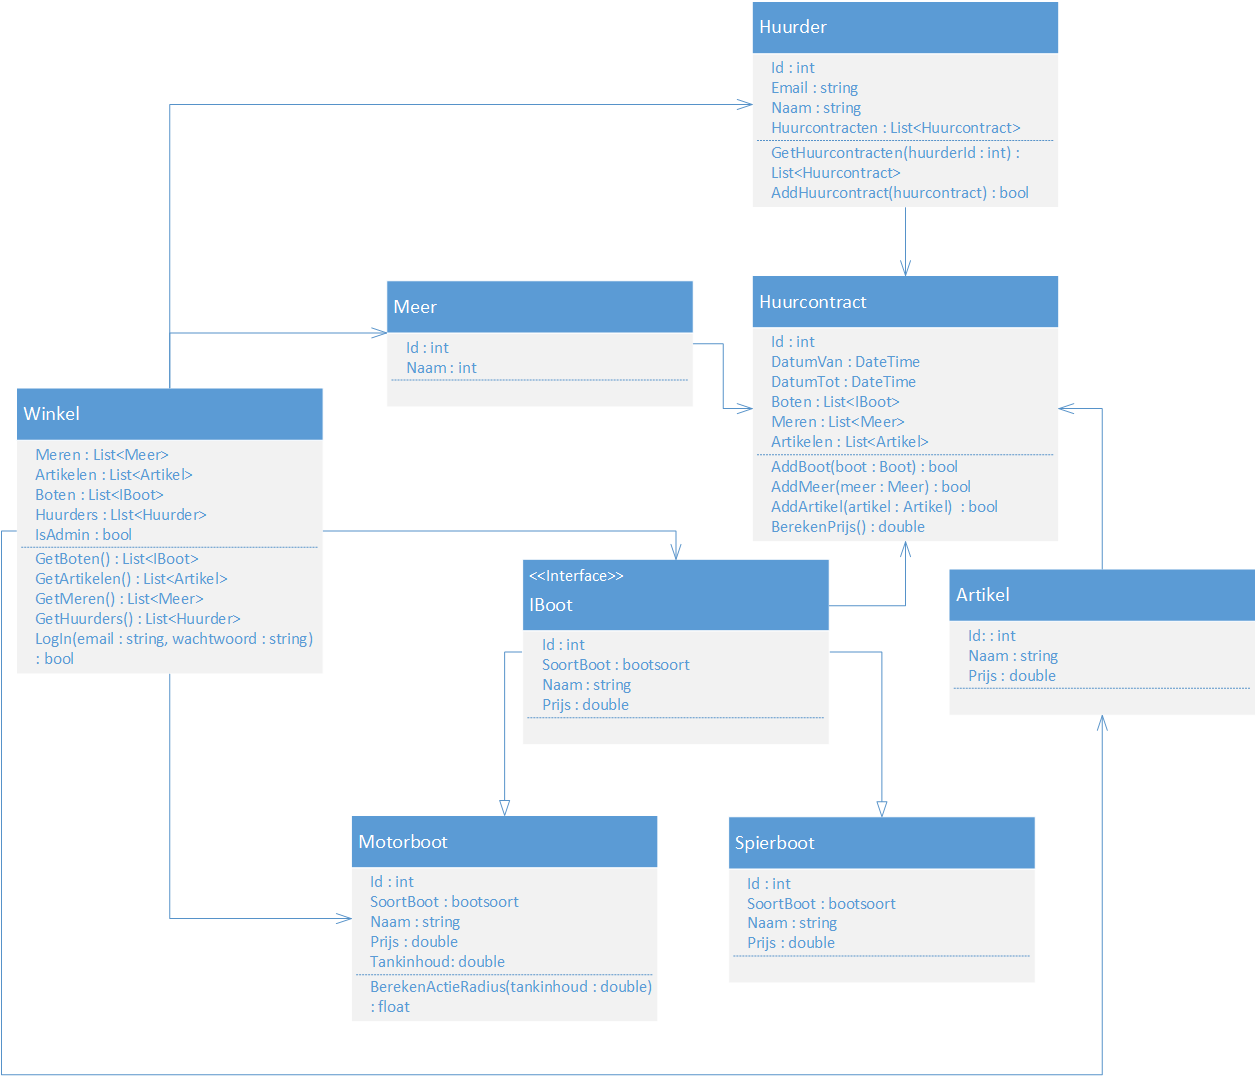 Huurder
Id : int
Email : string
Naam : string
Huurcontracten : List<Huurcontract>
GetHuurcontracten(huurderId : int) :
List<Huurcontract>
AddHuurcontract(huurcontract) : bool
Meer
Id : int
Naam : int
Huurcontract
Id : int
DatumVan : DateTime
DatumTot : DateTime
Boten : List<IBoot>
Meren : List<Meer>
Artikelen : List<Artikel>
AddBoot(boot : Boot) : bool
AddMeer(meer : Meer) : bool
AddArtikel(artikel : Artikel) : bool
BerekenPrijs() : double
Winkel
Meren : List<Meer>
Artikelen : List<Artikel>
Boten : List<IBoot>
Huurders : LIst<Huurder>
IsAdmin : bool
GetBoten() : List<IBoot>
GetArtikelen() : List<Artikel>
GetMeren() : List<Meer>
GetHuurders() : List<Huurder>
LogIn(email : string, wachtwoord : string)
: bool
<<Interface>>
IBoot
Id : int
SoortBoot : bootsoort
Naam : string
Prijs : double
Artikel
Id: : int
Naam : string
Prijs : double
Motorboot
Id : int
SoortBoot : bootsoort
Naam : string
Prijs : double
Tankinhoud: double
BerekenActieRadius(tankinhoud : double)
: float
Spierboot
Id : int
SoortBoot : bootsoort
Naam : string
Prijs : double